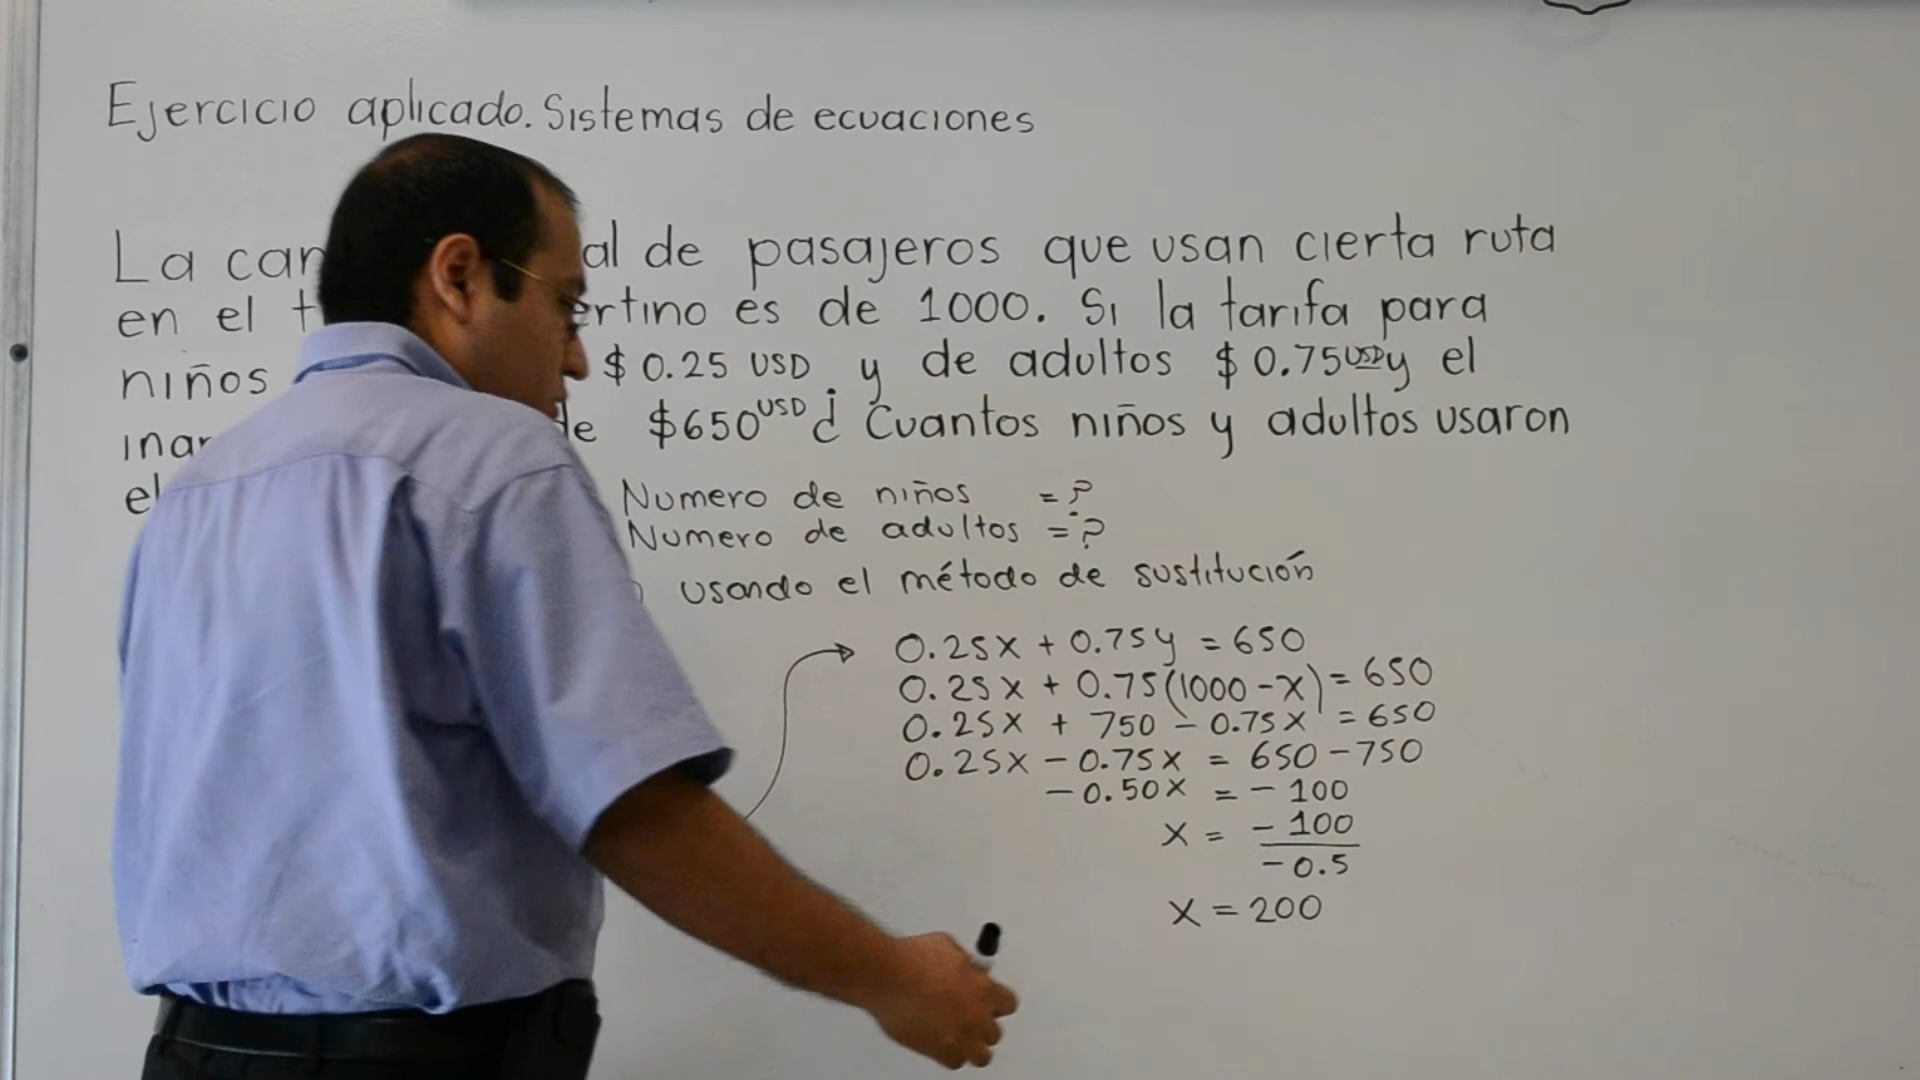 Ejercicio aplicado. Sistemas de ecuaciones
La al de pasajeros que usan cierta ruta
en el es de 1000. Si la tarifa para
niños $ 0.25 USD y de adultos $ 0.75 USD y el
$650 USD ¿ Cuantos niños y adultos usaron
el
Numero de niños = ?
Numero de adultos = ?
usando el método de sustitución
0.25x + 0.75y = 650
0.25x + 0.75(1000 - x) = 650
0.25x + 750 - 0.75x = 650
0.25x - 0.75x = 650 - 750
- 0.50x = - 100
x = - 100
- 0.5
x = 200